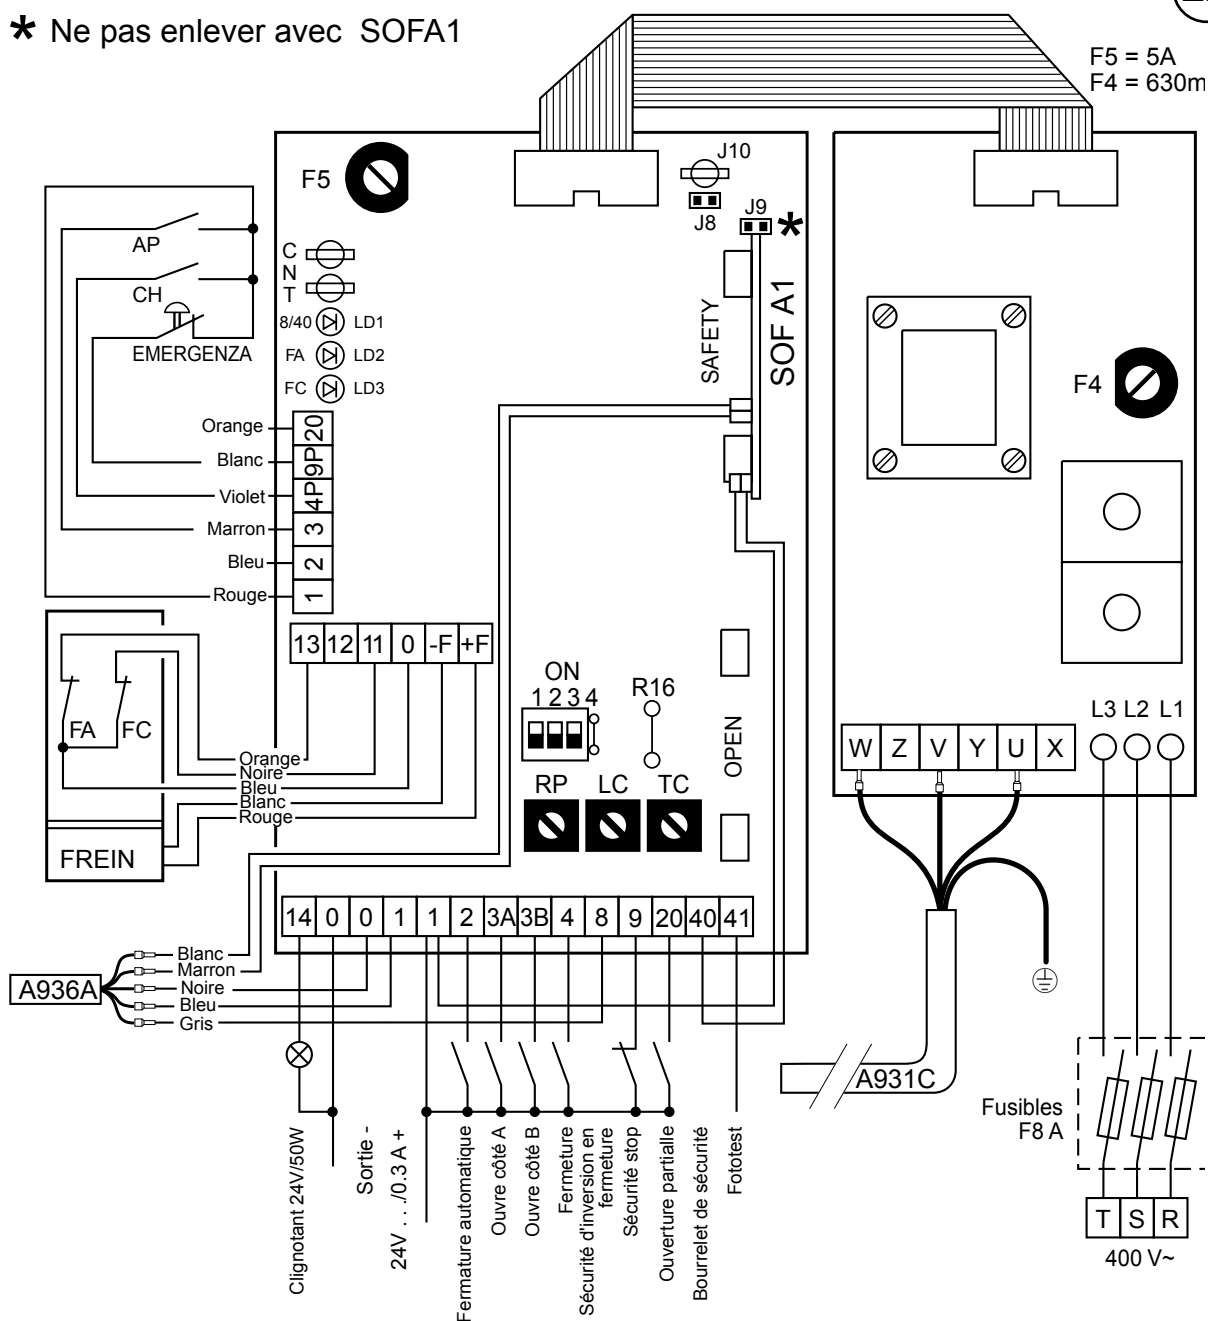 * Ne pas enlever avec SOFA1
F5 = 5A
F4 = 630m
F5
J10
J8
J9
*
AP
CH
EMERGENZA
C
N
T
8/40
LD1
FA
LD2
FC
LD3
SAFETY
SOF A1
F4
Orange
20
Blanc
9P
Violet
4P
Marron
3
Bleu
2
Rouge
1
13 12 11 0 -F +F
ON
1 2 3 4
R16
OPEN
RP LC TC
FA FC
Orange
Noire
Bleu
Blanc
Rouge
FREIN
L3 L2 L1
W Z V Y U X
14 0 0 1 1 2 3A 3B 4 8 9 20 40 41
A936A
Blanc
Marron
Noire
Bleu
Gris
A931C
Fusibles
F8 A
T S R
400 V~
Clignotant 24V/50W
Sortie -
24V . . ./0.3 A +
Fermature automatique
Ouvre côté A
Ouvre côté B
Fermeture
Sécurité d'inversion en
fermeture
Sécurité stop
Ouverture partialle
Bourrelet de sécurité
Fototest